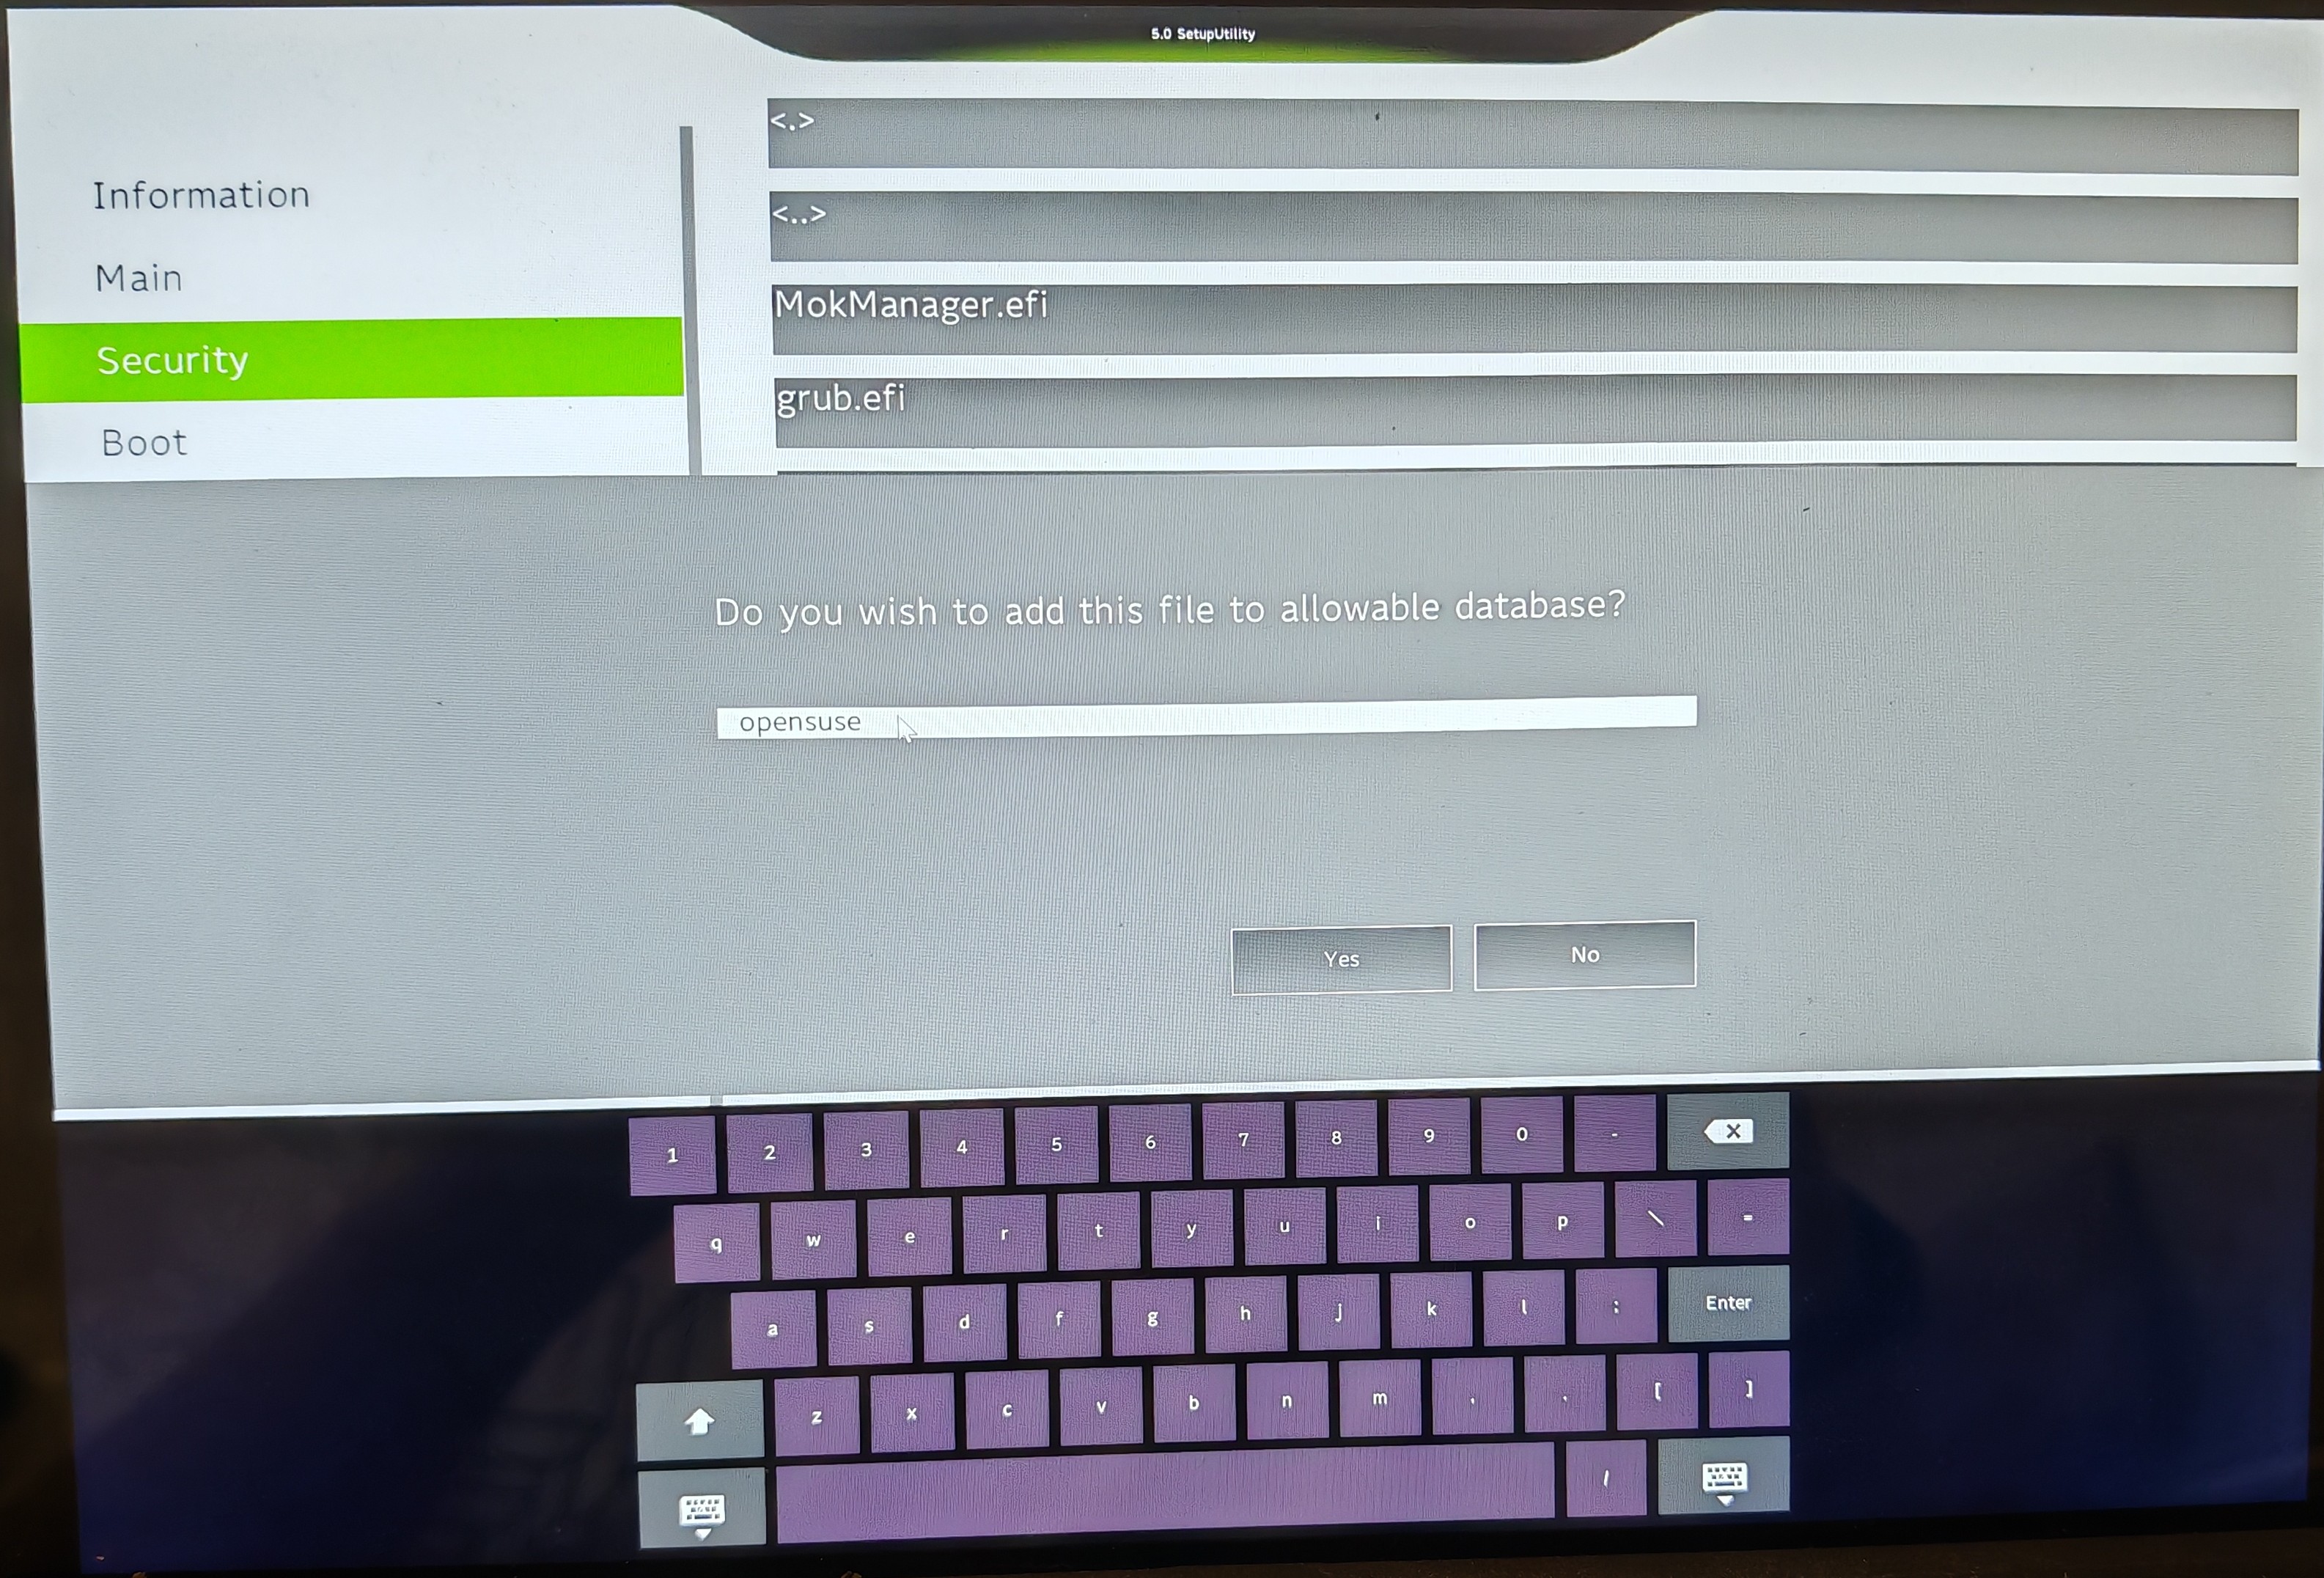 5.0 SetupUtility
Information
Main
Security
Boot
<.>
<..>
MokManager.efi
grub.efi
Do you wish to add this file to allowable database?
opensuse
Yes No
1 2 3 4 5 6 7 8 9 0 -
q w e r t y u i o p \ =
a s d f g h j k l ; Enter
z x c v b n m , . [ ]
/